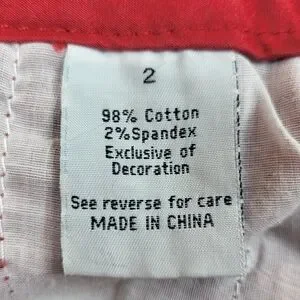 2
98% Cotton
2%Spandex
Exclusive of
Decoration
See reverse for care
MADE IN CHINA